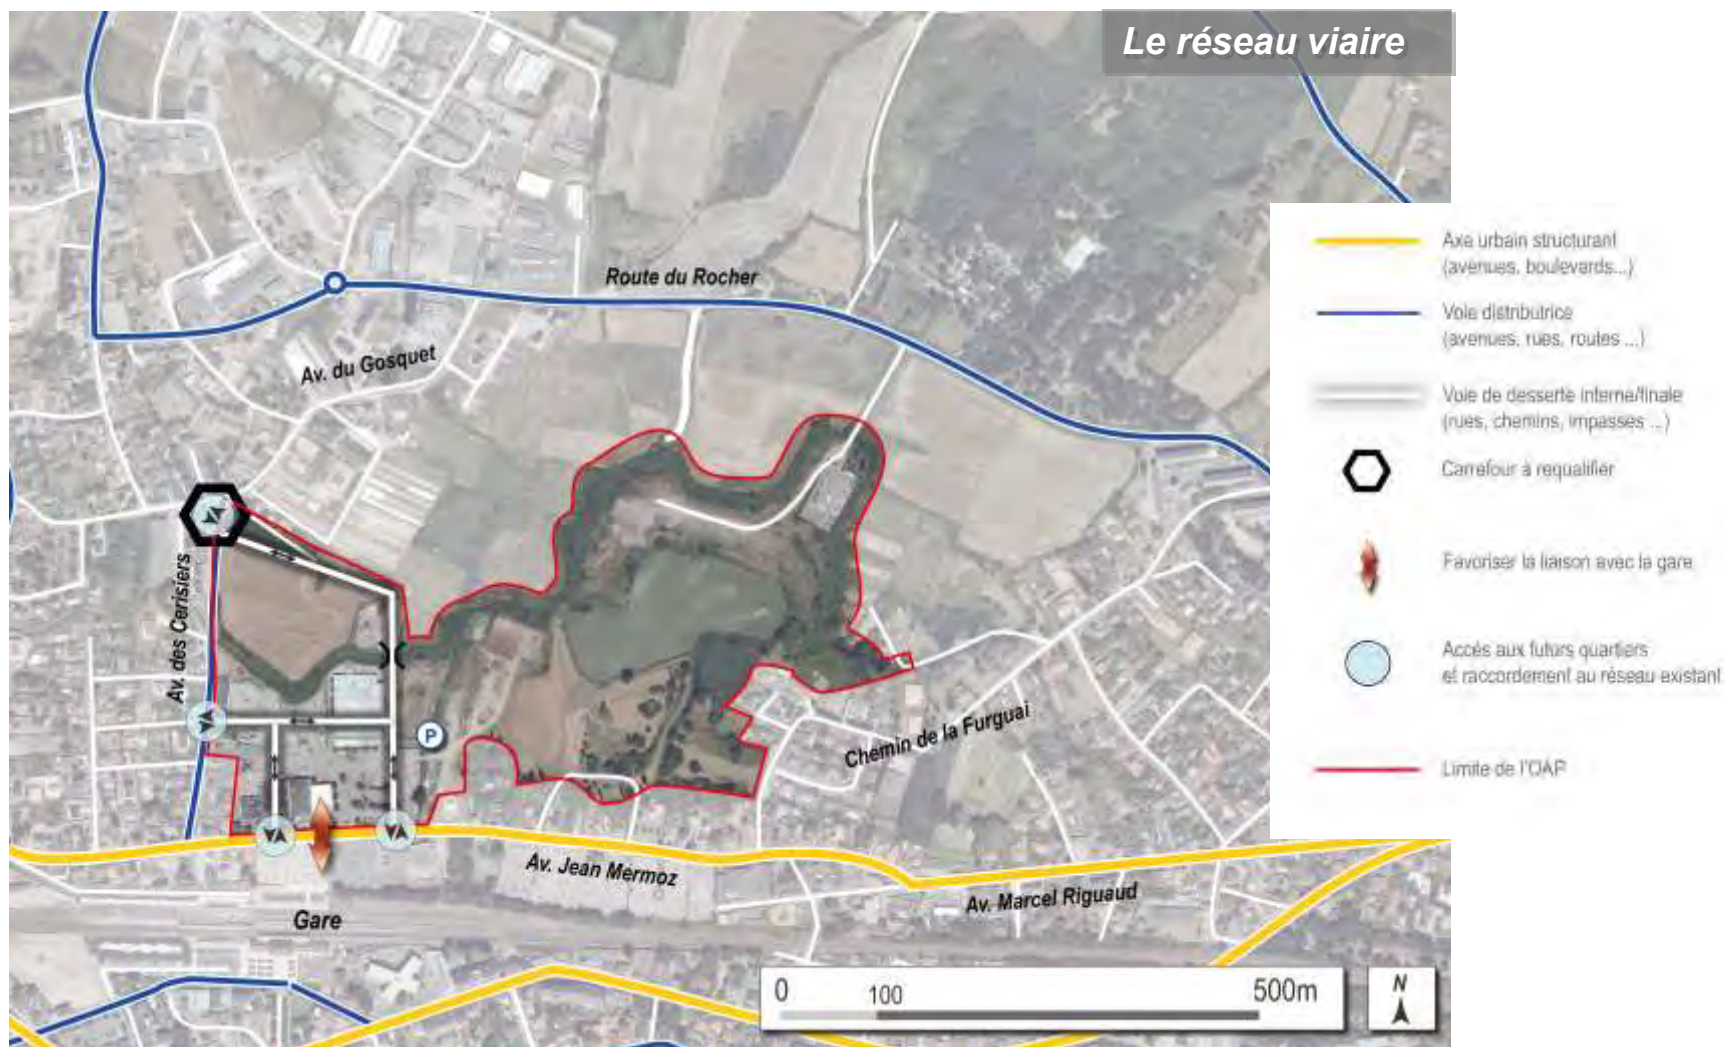 Le réseau viaire
Route du Rocher
Av. du Gosquet
Av. des Cerisiers
P
Chemin de la Furguai
Av. Jean Mermoz
Av. Marcel Riguaud
Gare
0
100
500m
N
Axe urbain structurant
(avenues, boulevards...)
Voie distributrice
(avenues, rues, routes ...)
Voie de desserte interne/finale
(rues, chemins, impasses ...)
Carrefour à requalifier
Favoriser la liaison avec la gare
Accès aux futurs quartiers
et raccordement au réseau existant
Limite de l'OAP